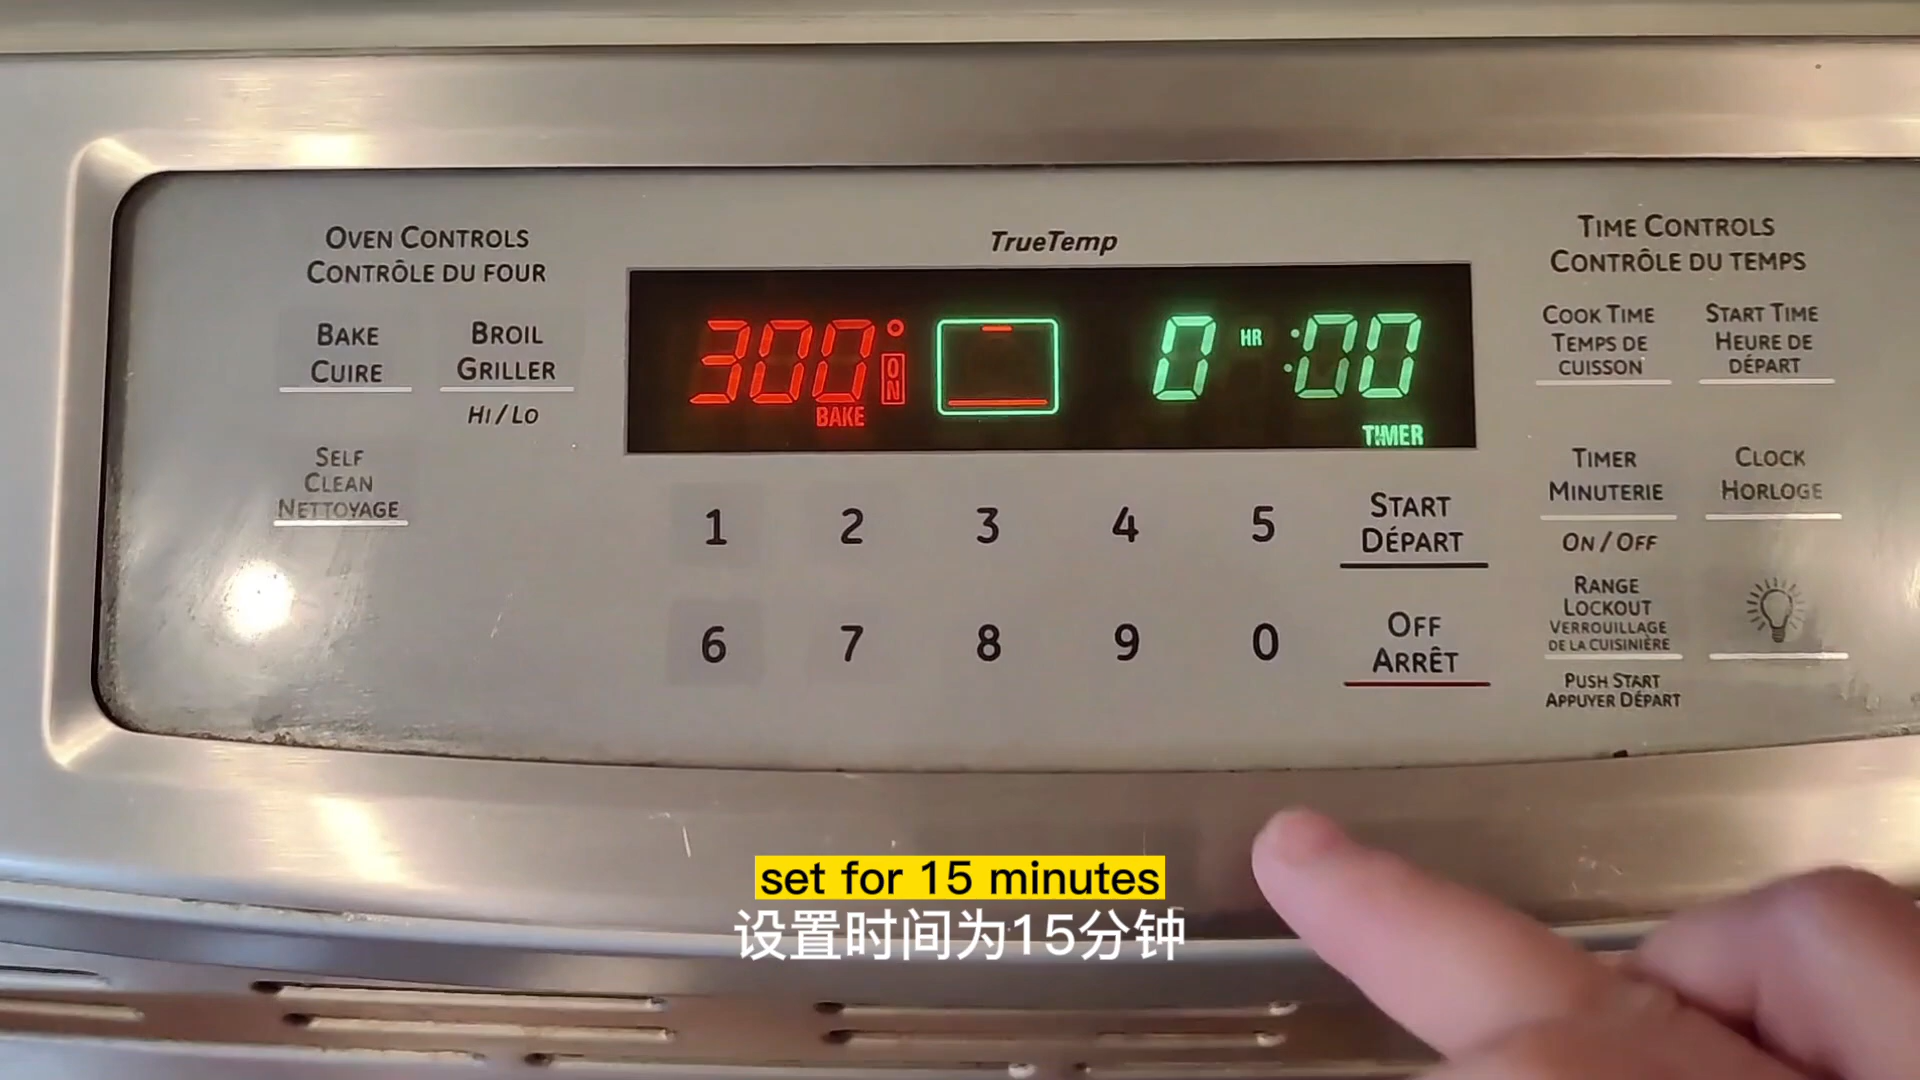 OVEN CONTROLS
CONTRÔLE DU FOUR
BAKE
CUIRE
BROIL
GRILLER
HI/LO
SELF
CLEAN
NETTOYAGE
TrueTemp
300°
ON
BAKE
0 HR :00
TIMER
1 2 3 4 5
6 7 8 9 0
START
DÉPART
OFF
ARRÊT
TIME CONTROLS
CONTRÔLE DU TEMPS
COOK TIME
TEMPS DE
CUISSON
START TIME
HEURE DE
DÉPART
TIMER
MINUTERIE
ON/OFF
CLOCK
HORLOGE
RANGE
LOCKOUT
VERROUILLAGE
DE LA CUISINIÈRE
PUSH START
APPUYER DÉPART
set for 15 minutes
设置时间为15分钟